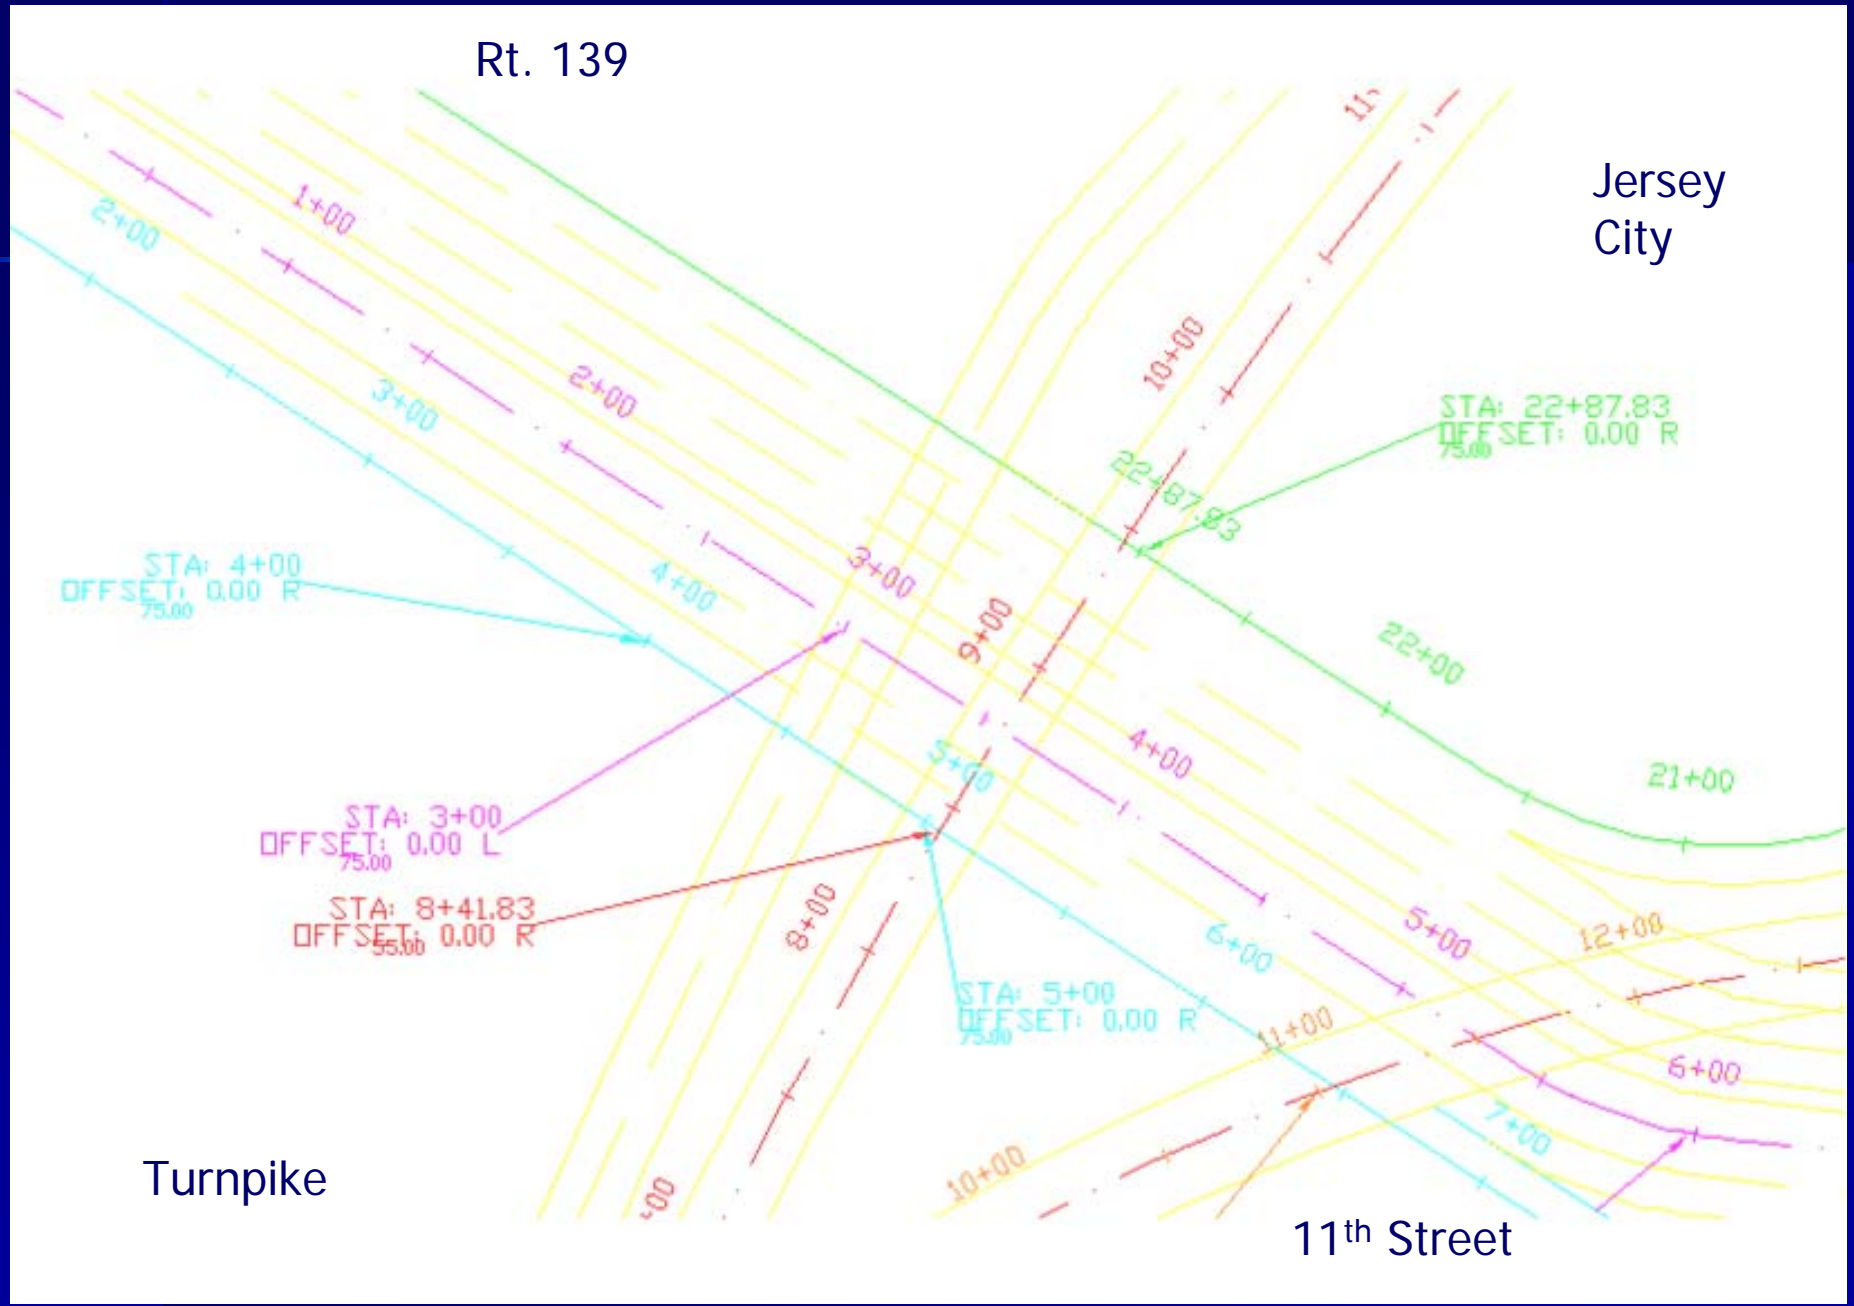 Rt. 139
11
Jersey
City
1+00
2+00
10+00
2+00
3+00
STA: 22+87.83
OFFSET: 0.00 R
75.00
22+87.83
STA: 4+00
OFFSET: 0.00 R
75.00
4+00
3+00
9+00
22+00
4+00
5+00
21+00
STA: 3+00
OFFSET: 0.00 L
75.00
STA: 8+41.83
OFFSET: 0.00 R
55.00
8+00
6+00
5+00
12+00
STA: 5+00
OFFSET: 0.00 R
75.00
11+00
6+00
7+00
Turnpike
+00
10+00
11th Street